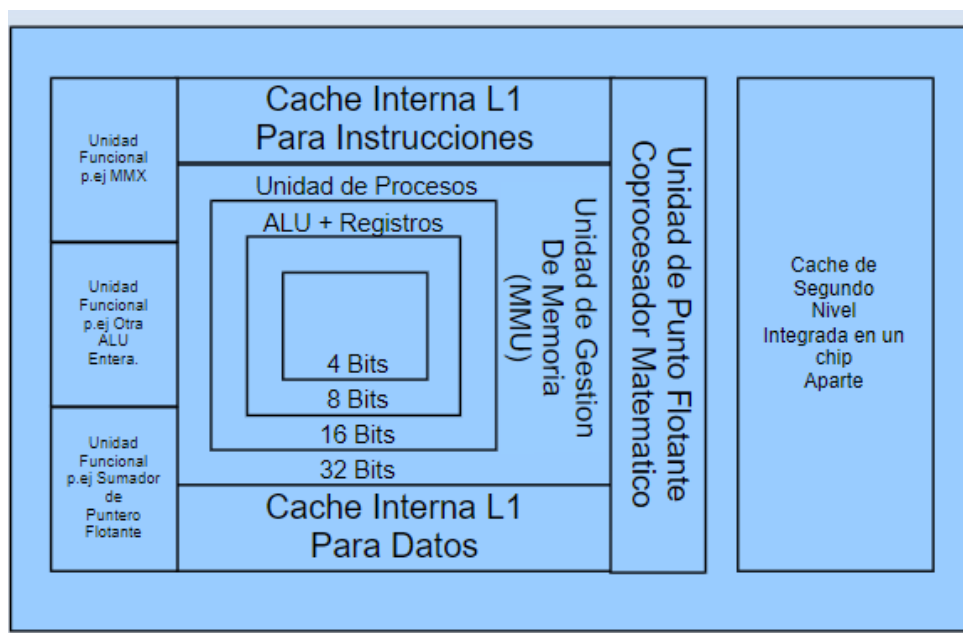 Unidad
Funcional
p.ej MMX
Unidad
Funcional
p.ej Otra
ALU
Entera.
Unidad
Funcional
p.ej Sumador
de
Puntero
Flotante
Cache Interna L1
Para Instrucciones
Unidad de Procesos
ALU + Registros
4 Bits
8 Bits
16 Bits
32 Bits
Cache Interna L1
Para Datos
Unidad de Gestion
De Memoria
(MMU)
Unidad de Punto Flotante
Coprocesador Matematico
Cache de
Segundo
Nivel
Integrada en un
chip
Aparte